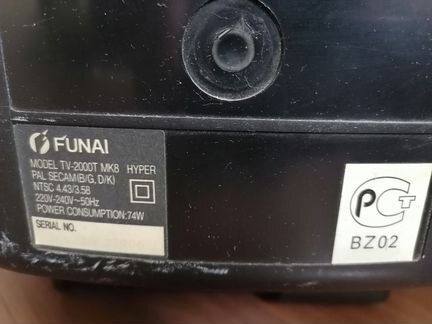 FUNAI
MODEL TV-2000T MK8 HYPER
PAL SECAM(B/G,D/K)
NTSC 4.43/3.58
220V-240V~50Hz
POWER CONSUMPTION:74W
SERIAL NO.
PCT
BZ02